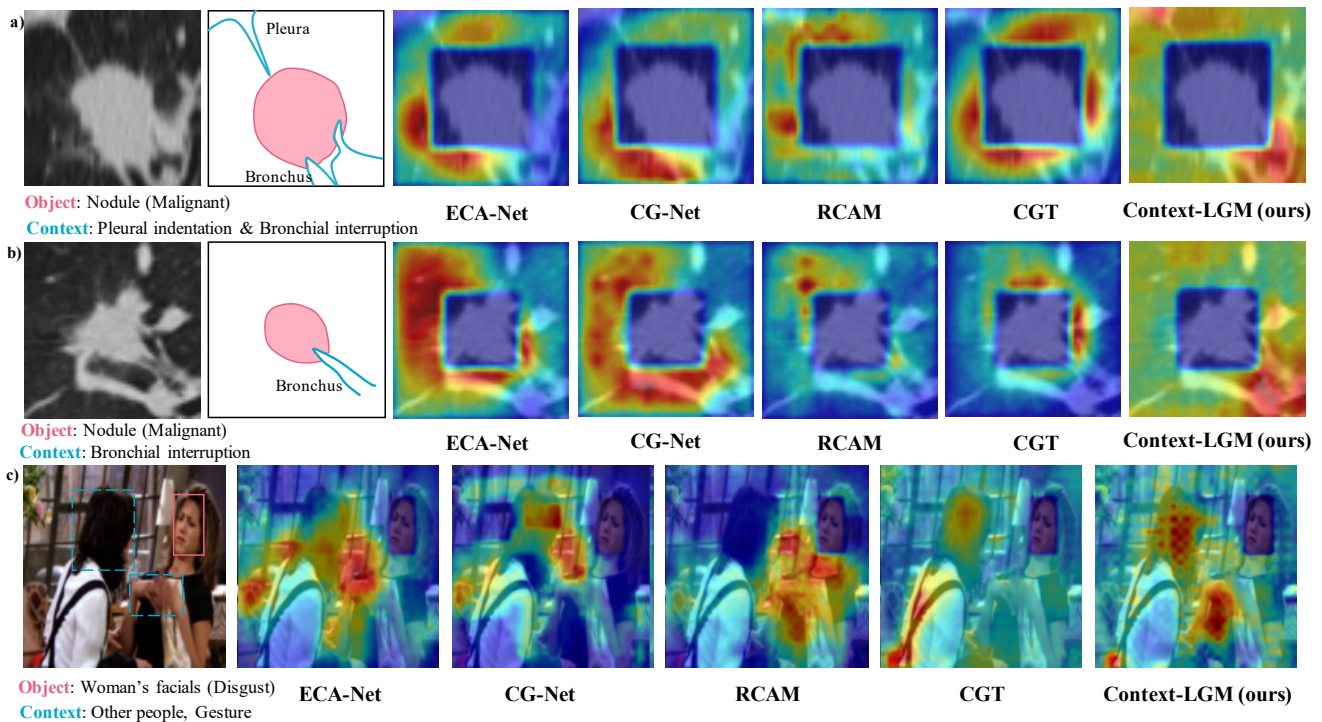 a)
Pleura
Bronchus
Object: Nodule (Malignant)
Context: Pleural indentation & Bronchial interruption
ECA-Net CG-Net RCAM CGT Context-LGM (ours)
b)
Bronchus
Object: Nodule (Malignant)
Context: Bronchial interruption
ECA-Net CG-Net RCAM CGT Context-LGM (ours)
c)
Object: Woman's facials (Disgust)
Context: Other people, Gesture
ECA-Net CG-Net RCAM CGT Context-LGM (ours)